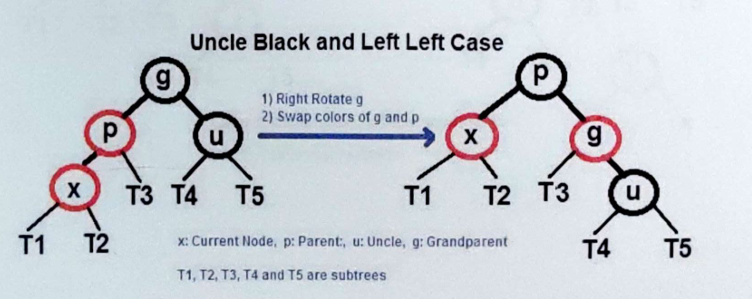 Uncle Black and Left Left Case
g
p
u
x
T3
T4
T5
T1
T2
1) Right Rotate g
2) Swap colors of g and p
p
x
g
T1
T2
T3
u
T4
T5
x: Current Node, p: Parent:, u: Uncle, g: Grandparent
T1, T2, T3, T4 and T5 are subtrees